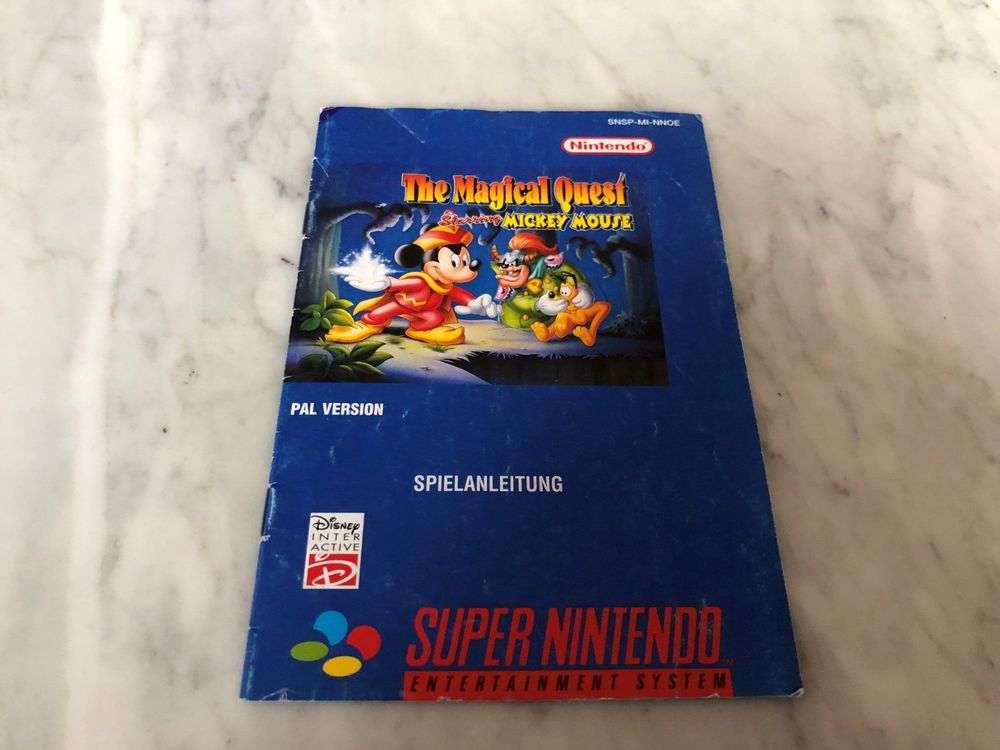 SNSP-MI-NNOE
Nintendo
The Magical Quest
Starring MICKEY MOUSE
PAL VERSION
SPIELANLEITUNG
DISNEY
INTER
ACTIVE
D
SUPER NINTENDO
TM
ENTERTAINMENT SYSTEM